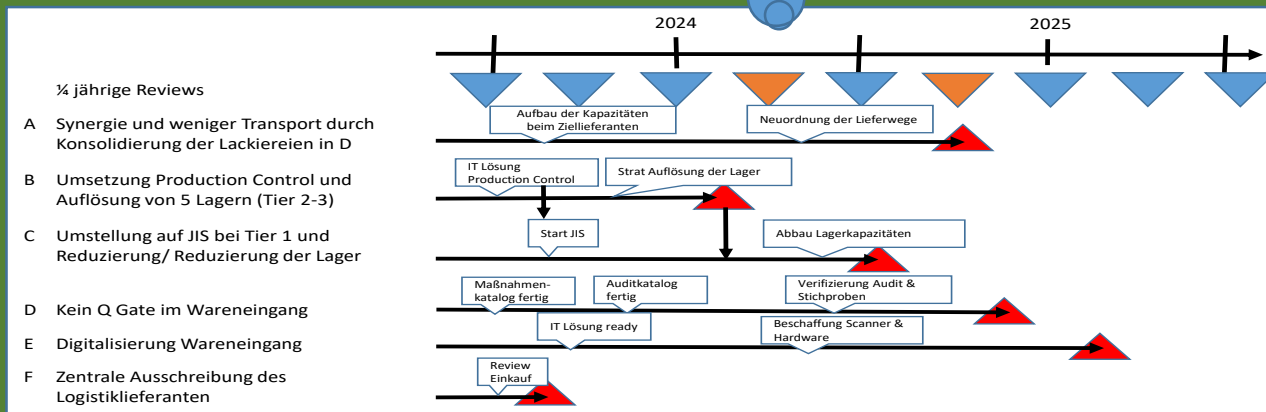 2024
2025
¼ jährige Reviews
Aufbau der Kapazitäten
beim Ziellieferanten
Neuordnung der Lieferwege
A Synergie und weniger Transport durch
Konsolidierung der Lackiereien in D
IT Lösung
Production Control
Strat Auflösung der Lager
B Umsetzung Production Control und
Auflösung von 5 Lagern (Tier 2-3)
Start JIS
Abbau Lagerkapazitäten
C Umstellung auf JIS bei Tier 1 und
Reduzierung/ Reduzierung der Lager
Maßnahmen-
katalog fertig
Auditkatalog
fertig
Verifizierung Audit &
Stichproben
D Kein Q Gate im Wareneingang
IT Lösung ready
Beschaffung Scanner &
Hardware
E Digitalisierung Wareneingang
Review
Einkauf
F Zentrale Ausschreibung des
Logistiklieferanten